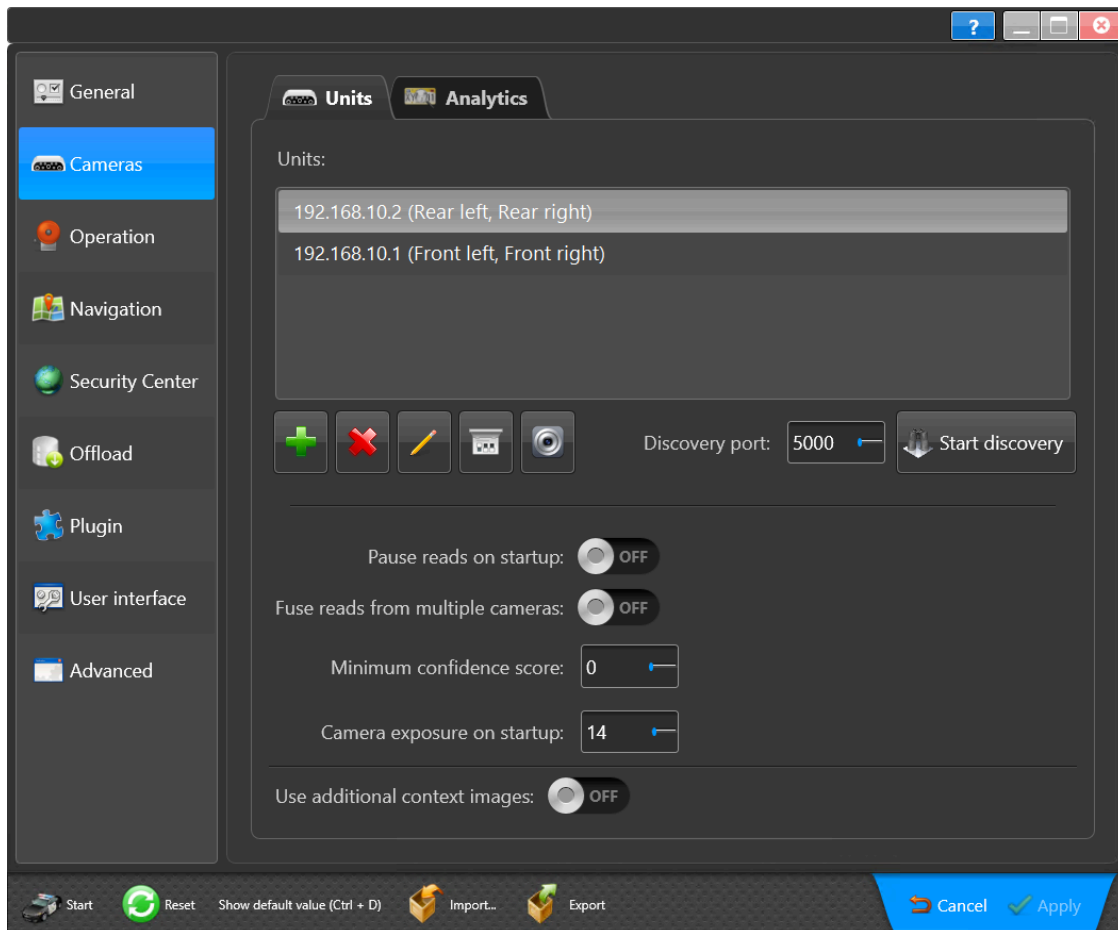 ?
General
Cameras
Operation
Navigation
Security Center
Offload
Plugin
User interface
Advanced
Units
Analytics
Units:
192.168.10.2 (Rear left, Rear right)
192.168.10.1 (Front left, Front right)
Discovery port: 5000 Start discovery
Pause reads on startup: OFF
Fuse reads from multiple cameras: OFF
Minimum confidence score: 0
Camera exposure on startup: 14
Use additional context images: OFF
Start Reset Show default value (Ctrl + D) Import... Export Cancel Apply